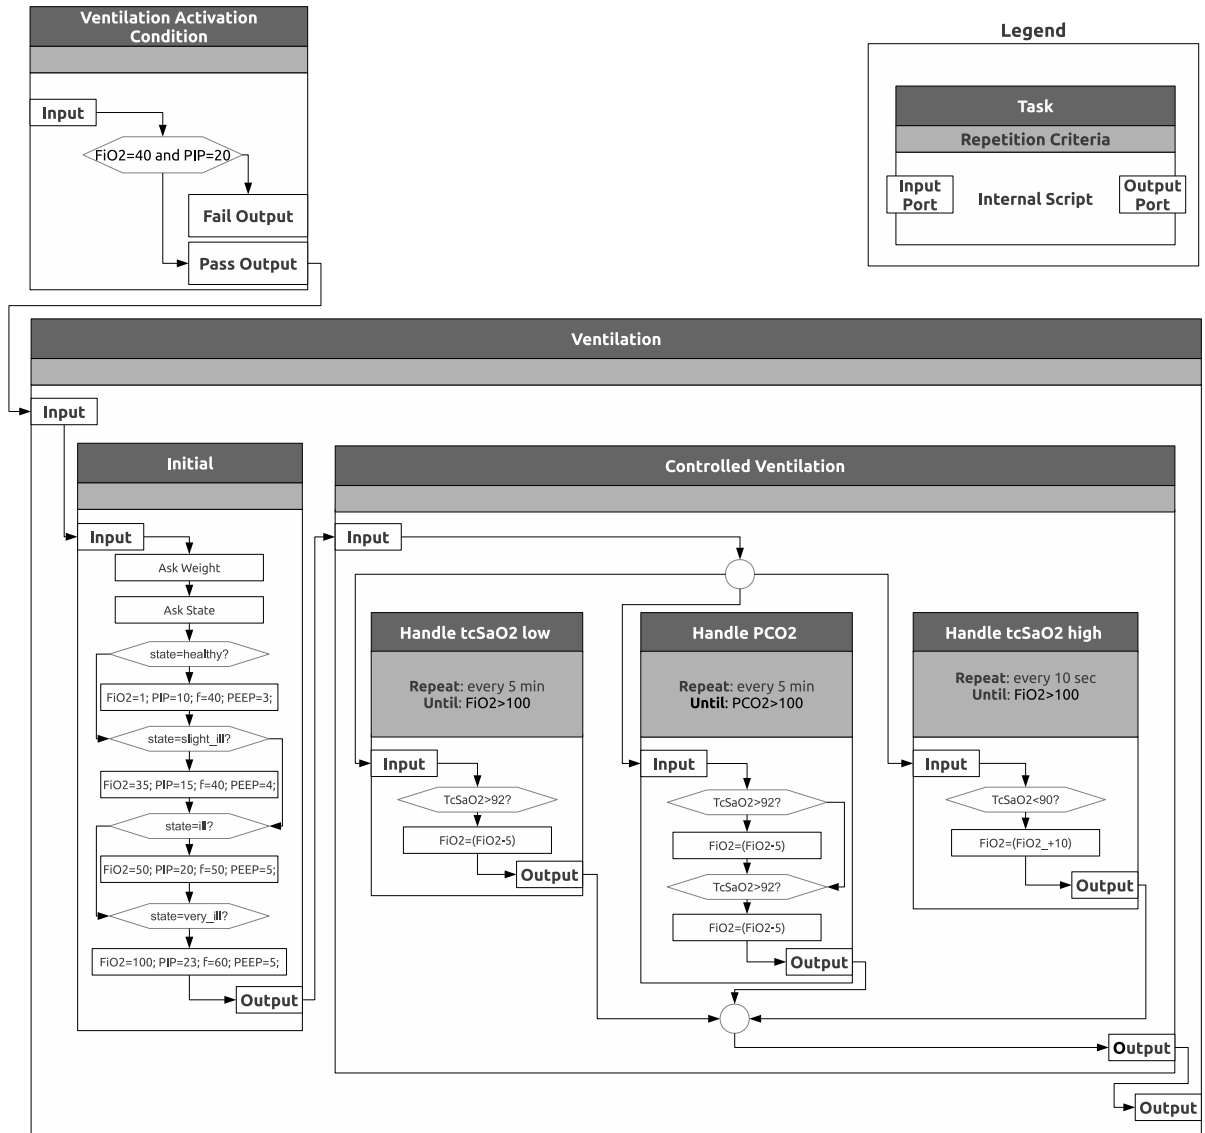 Ventilation Activation
Condition
Input
FiO2=40 and PIP=20
Fail Output
Pass Output
Legend
Task
Repetition Criteria
Input
Port
Internal Script
Output
Port
Ventilation
Input
Initial
Input
Ask Weight
Ask State
state=healthy?
FiO2=1; PIP=10; f=40; PEEP=3;
state=slight_ill?
FiO2=35; PIP=15; f=40; PEEP=4;
state=ill?
FiO2=50; PIP=20; f=50; PEEP=5;
state=very_ill?
FiO2=100; PIP=23; f=60; PEEP=5;
Output
Controlled Ventilation
Input
Handle tcSaO2 low
Repeat: every 5 min
Until: FiO2>100
Input
TcSaO2>92?
FiO2=(FiO2-5)
Output
Handle PCO2
Repeat: every 5 min
Until: PCO2>100
Input
TcSaO2>92?
FiO2=(FiO2-5)
TcSaO2>92?
FiO2=(FiO2-5)
Output
Handle tcSaO2 high
Repeat: every 10 sec
Until: FiO2>100
Input
TcSaO2<90?
FiO2=(FiO2_+10)
Output
Output
Output